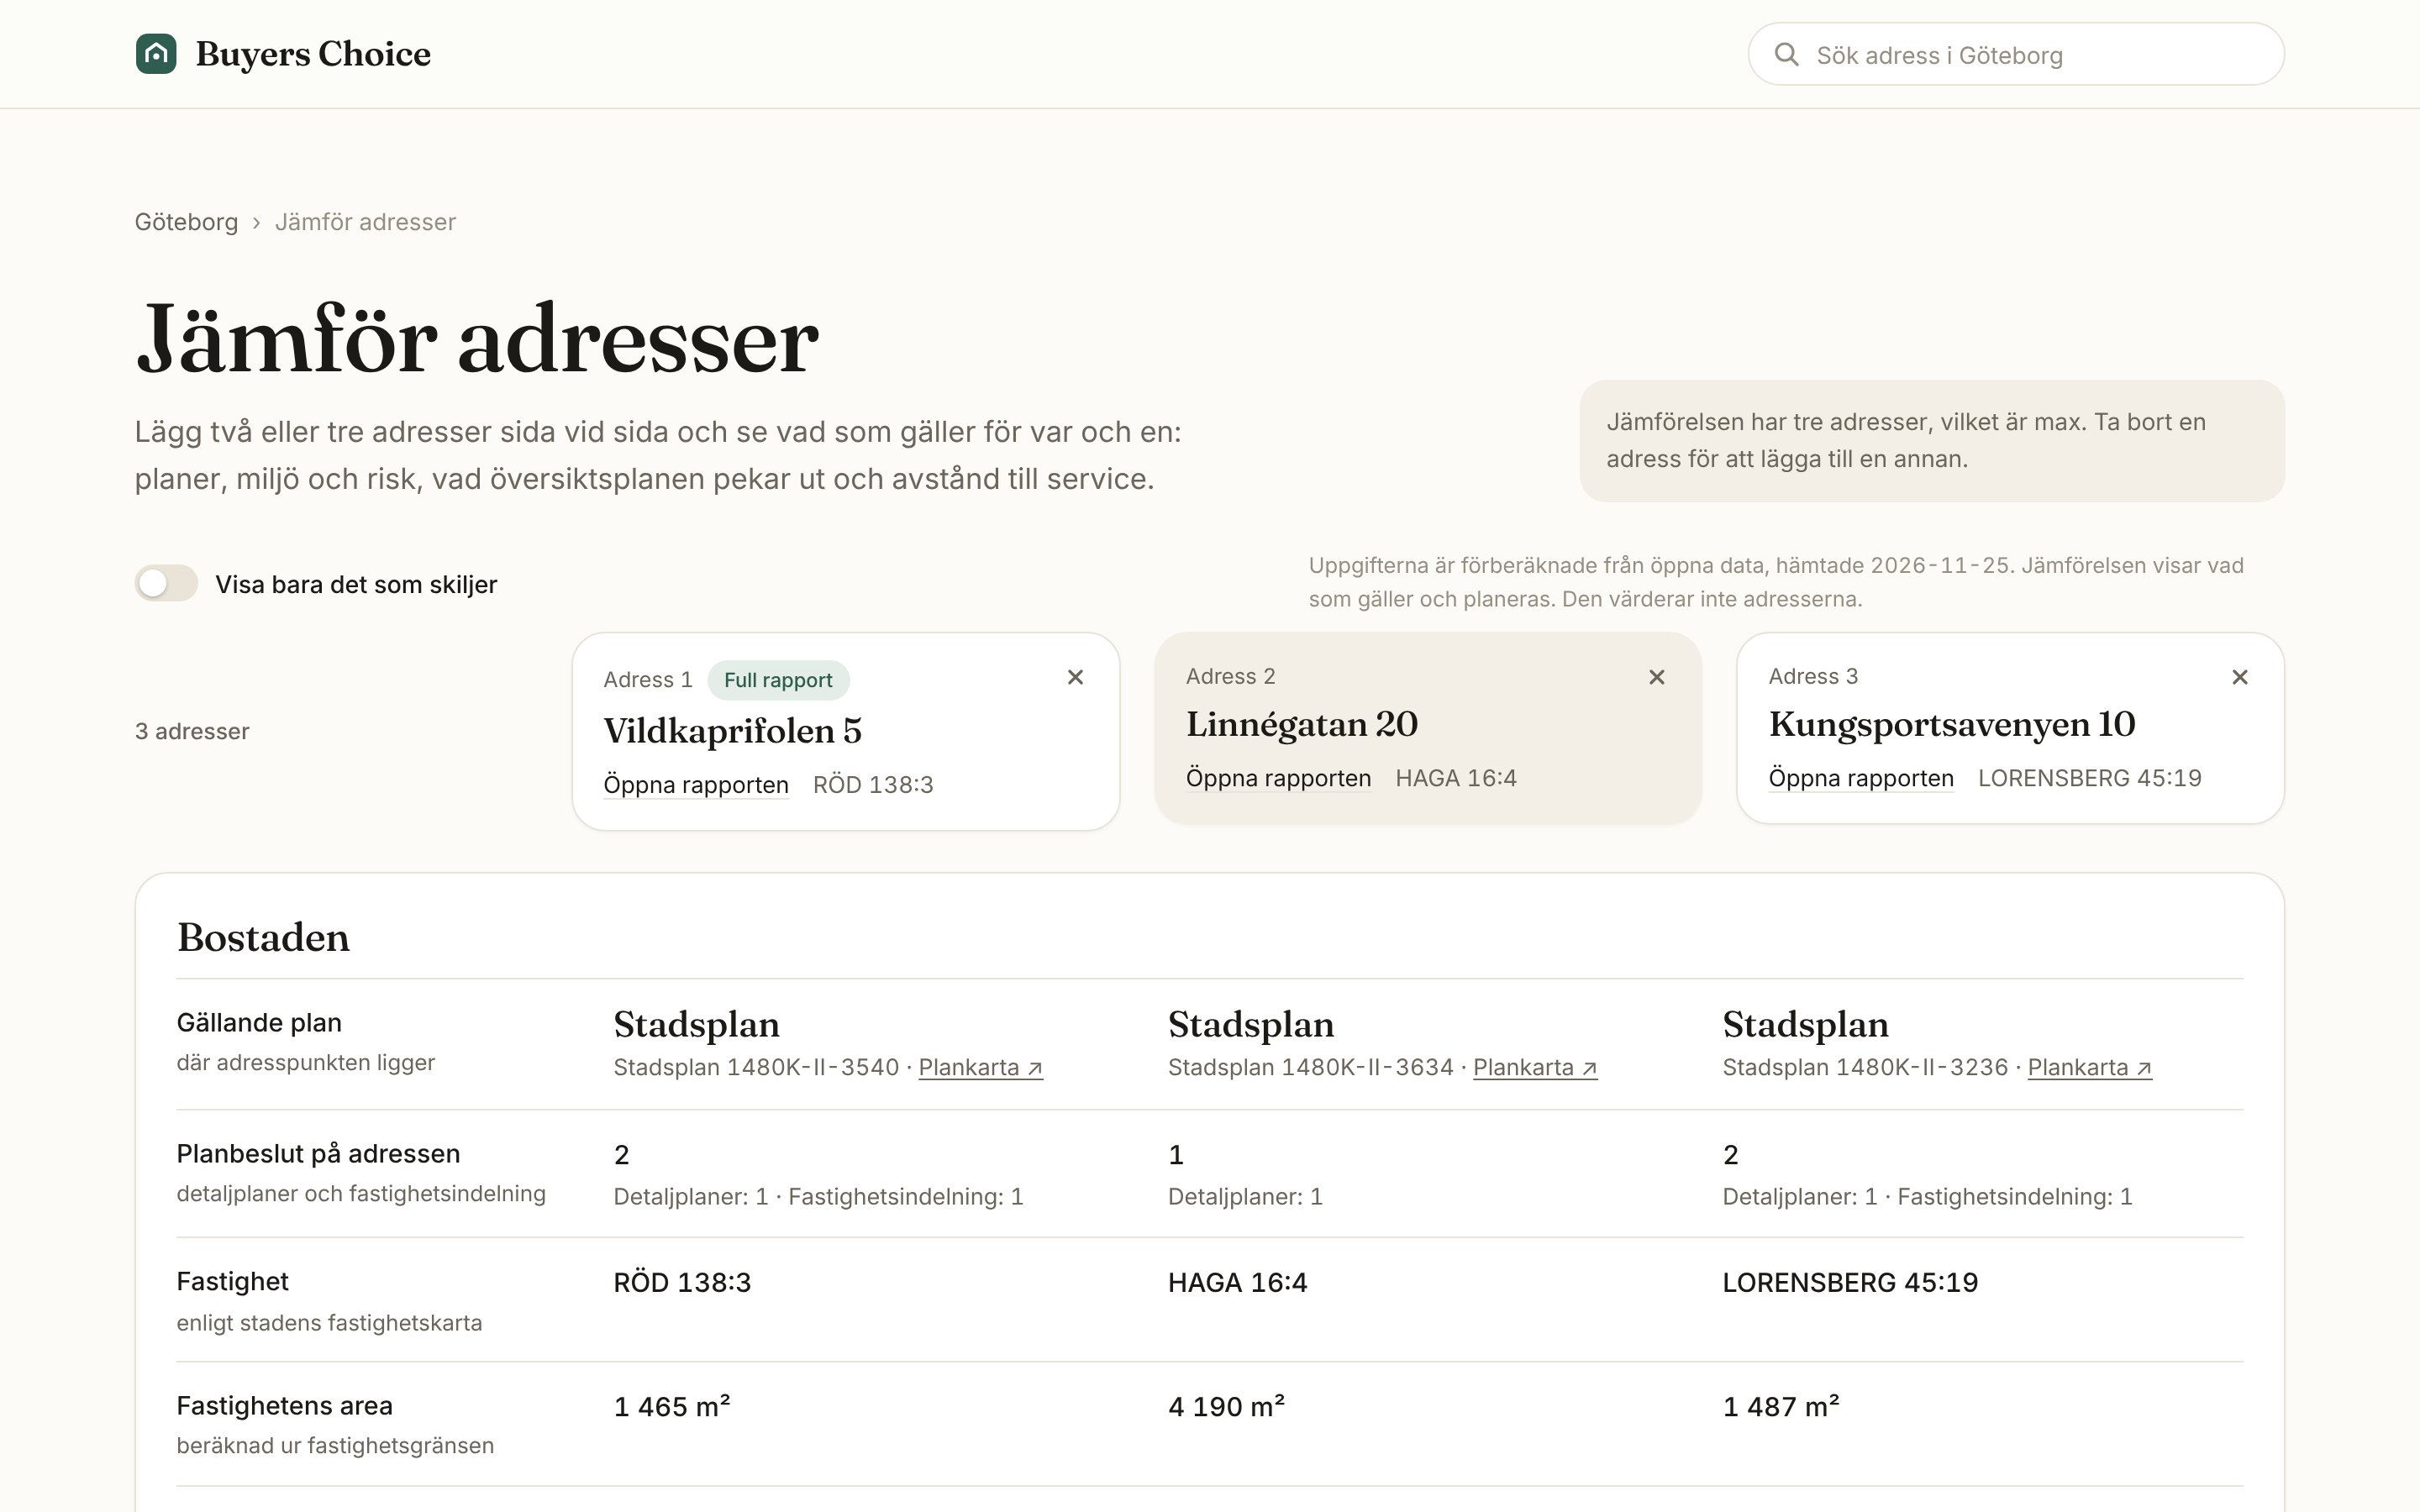 Buyers Choice
Sök adress i Göteborg
Göteborg › Jämför adresser
Jämför adresser
Lägg två eller tre adresser sida vid sida och se vad som gäller för var och en:
planer, miljö och risk, vad översiktsplanen pekar ut och avstånd till service.
Jämförelsen har tre adresser, vilket är max. Ta bort en
adress för att lägga till en annan.
Visa bara det som skiljer
Uppgifterna är förberäknade från öppna data, hämtade 2026-11-25. Jämförelsen visar vad
som gäller och planeras. Den värderar inte adresserna.
3 adresser
Adress 1 Full rapport
Vildkaprifolen 5
Öppna rapporten RÖD 138:3
Adress 2
Linnégatan 20
Öppna rapporten HAGA 16:4
Adress 3
Kungsportsavenyen 10
Öppna rapporten LORENSBERG 45:19
Bostaden
Gällande plan
där adresspunkten ligger
Stadsplan
Stadsplan 1480K-II-3540 · Plankarta ↗
Stadsplan
Stadsplan 1480K-II-3634 · Plankarta ↗
Stadsplan
Stadsplan 1480K-II-3236 · Plankarta ↗
Planbeslut på adressen
detaljplaner och fastighetsindelning
2
Detaljplaner: 1 · Fastighetsindelning: 1
1
Detaljplaner: 1
2
Detaljplaner: 1 · Fastighetsindelning: 1
Fastighet
enligt stadens fastighetskarta
RÖD 138:3
HAGA 16:4
LORENSBERG 45:19
Fastighetens area
beräknad ur fastighetsgränsen
1 465 m²
4 190 m²
1 487 m²